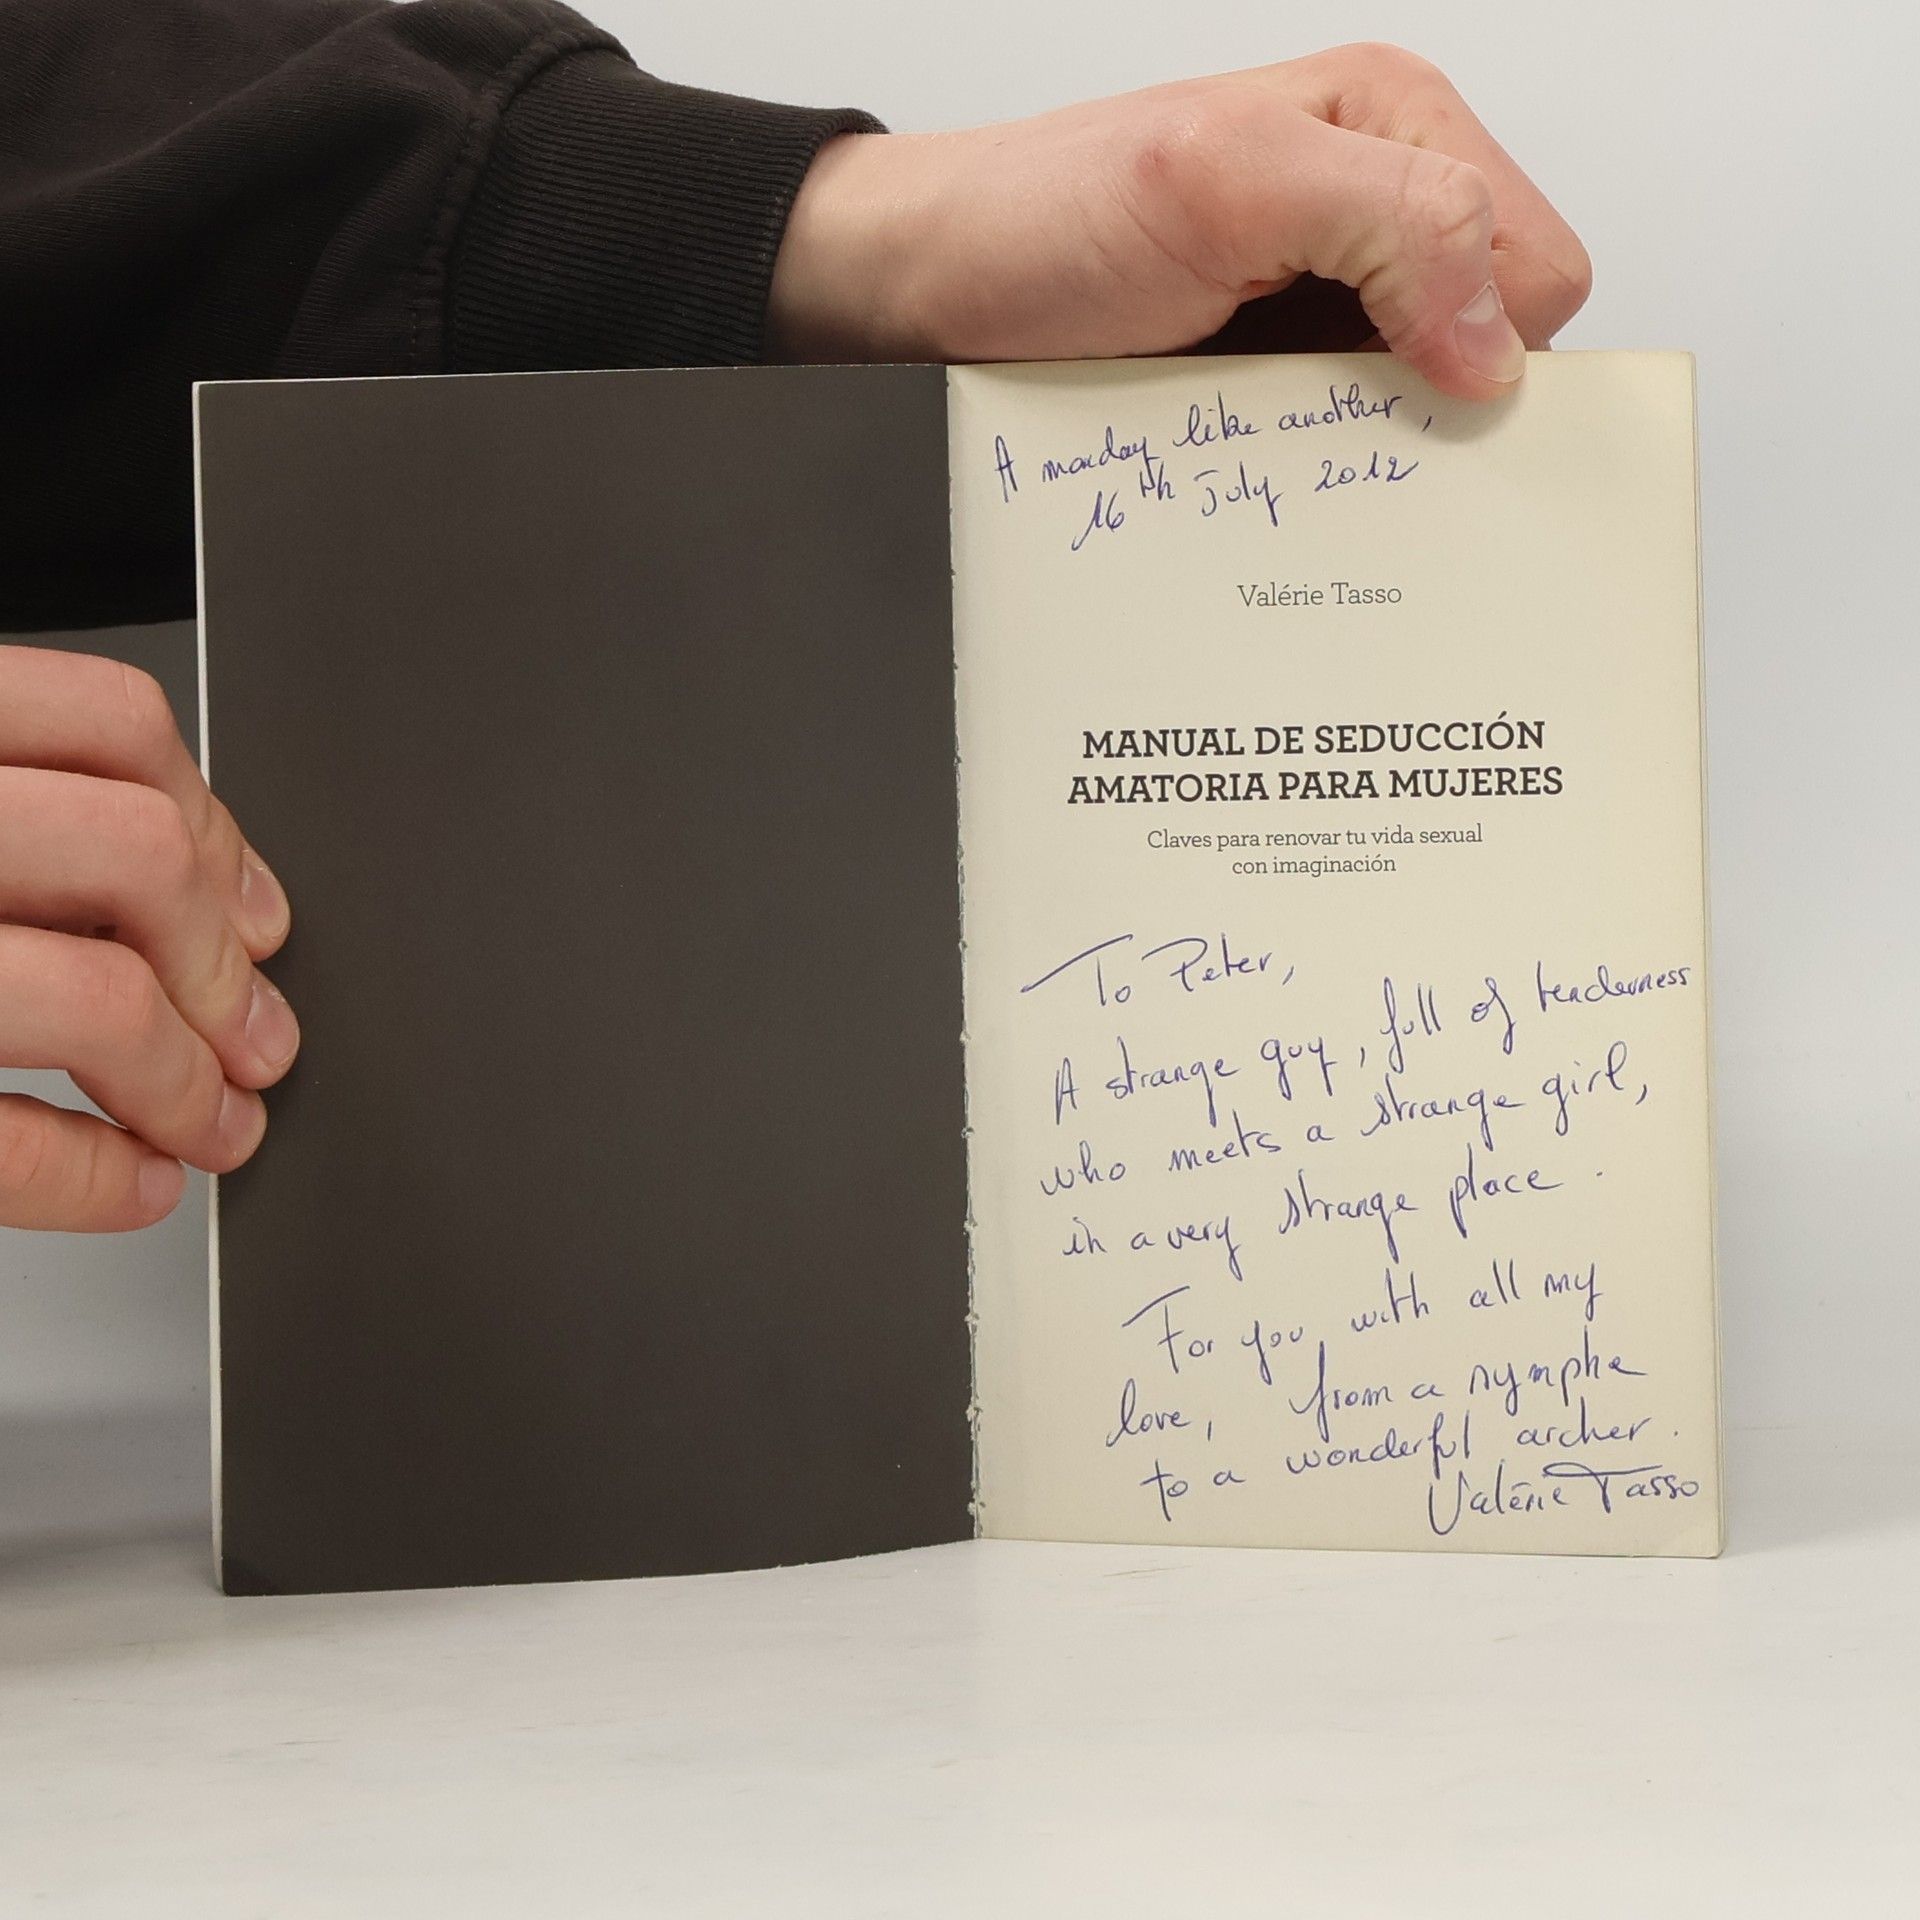 A monday like another,
16th July 2012
Valérie Tasso
MANUAL DE SEDUCCIÓN
AMATORIA PARA MUJERES
Claves para renovar tu vida sexual
con imaginación
To Peter,
A strange guy, full of tenderness
who meets a strange girl,
in a very strange place.
For you, with all my
love, from a nymphe
to a wonderful archer.
Valérie Tasso